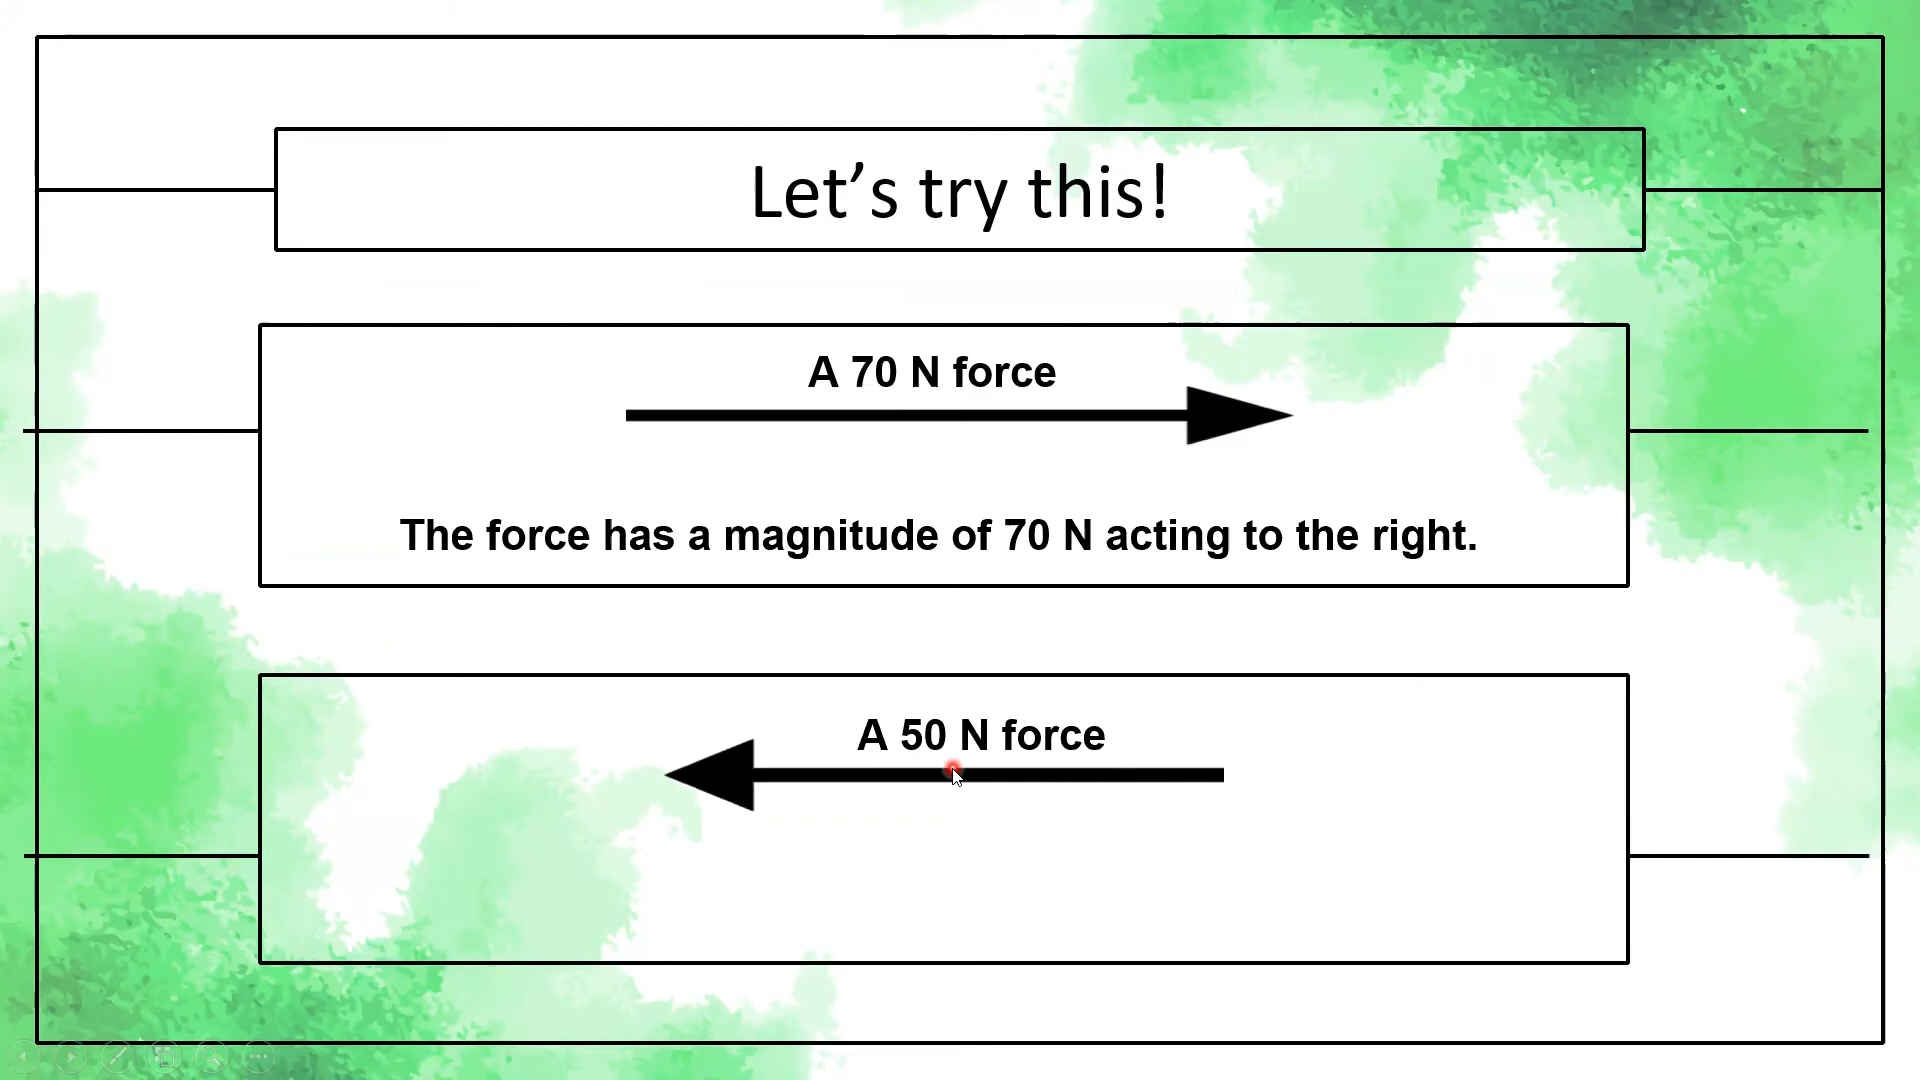 Let’s try this!
A 70 N force
The force has a magnitude of 70 N acting to the right.
A 50 N force